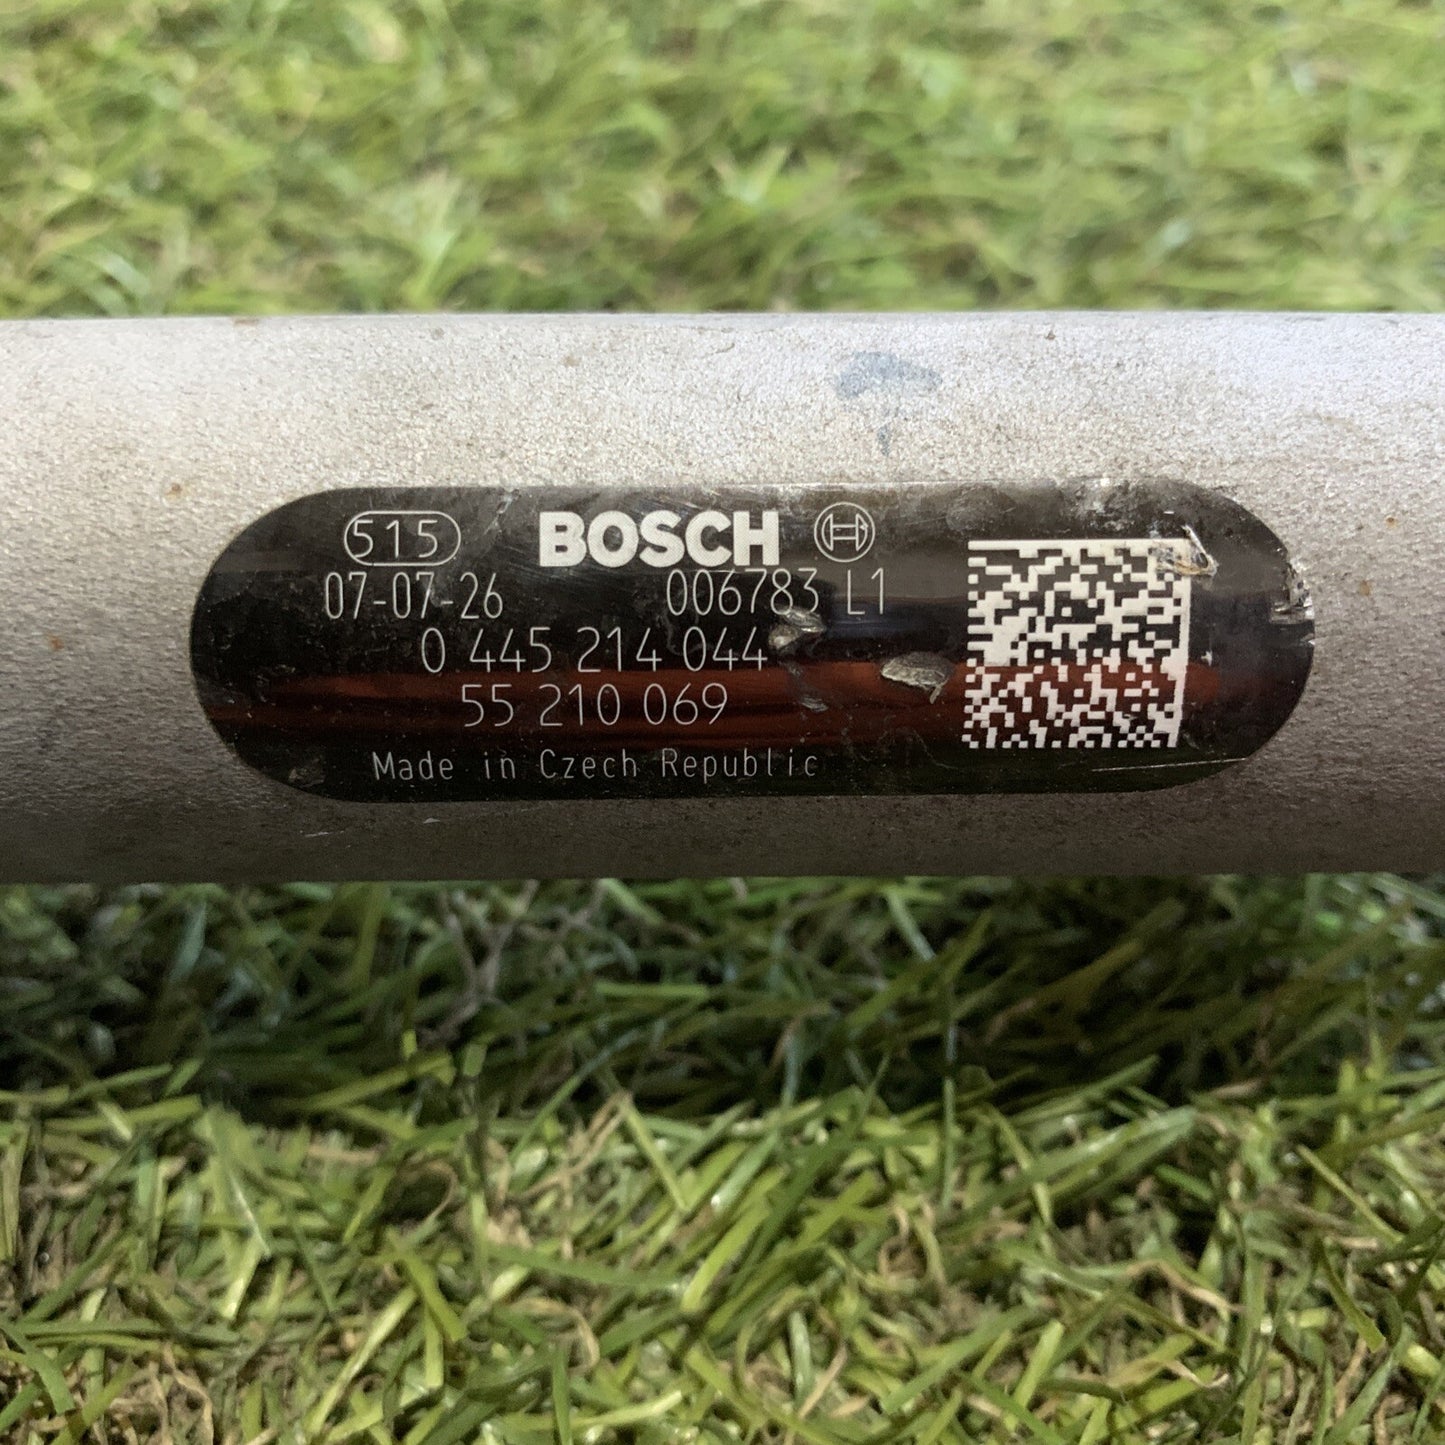 515 BOSCH
07-07-26 006783 L1
0 445 214 044
55 210 069
Made in Czech Republic